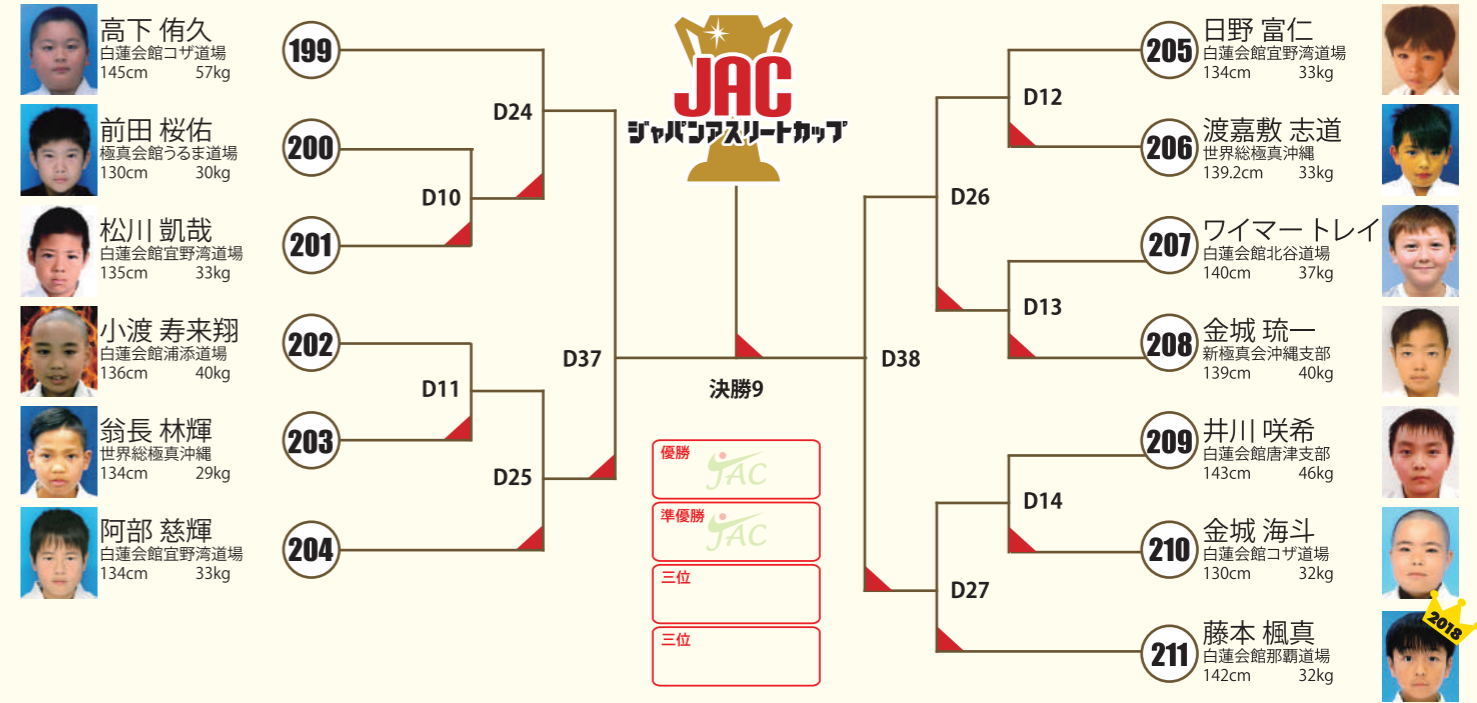 高下 侑久
白蓮会館コザ道場
145cm 57kg
199
前田 桜佑
極真会館うるま道場
130cm 30kg
200
松川 凱哉
白蓮会館宜野湾道場
135cm 33kg
201
小渡 寿来翔
白蓮会館浦添道場
136cm 40kg
202
翁長 林輝
世界総極真沖縄
134cm 29kg
203
阿部 慈輝
白蓮会館宜野湾道場
134cm 33kg
204
D24
D10
D11
D25
D37
JAC
ジャパンアスリートカップ
決勝9
優勝
JAC
準優勝
JAC
三位
三位
D38
D12
D26
D13
D14
D27
205
日野 富仁
白蓮会館宜野湾道場
134cm 33kg
206
渡嘉敷 志道
世界総極真沖縄
139.2cm 33kg
207
ワイマー トレイ
白蓮会館北谷道場
140cm 37kg
208
金城 琉一
新極真会沖縄支部
139cm 40kg
209
井川 咲希
白蓮会館唐津支部
143cm 46kg
210
金城 海斗
白蓮会館コザ道場
130cm 32kg
211
藤本 楓真
白蓮会館那覇道場
142cm 32kg
2018